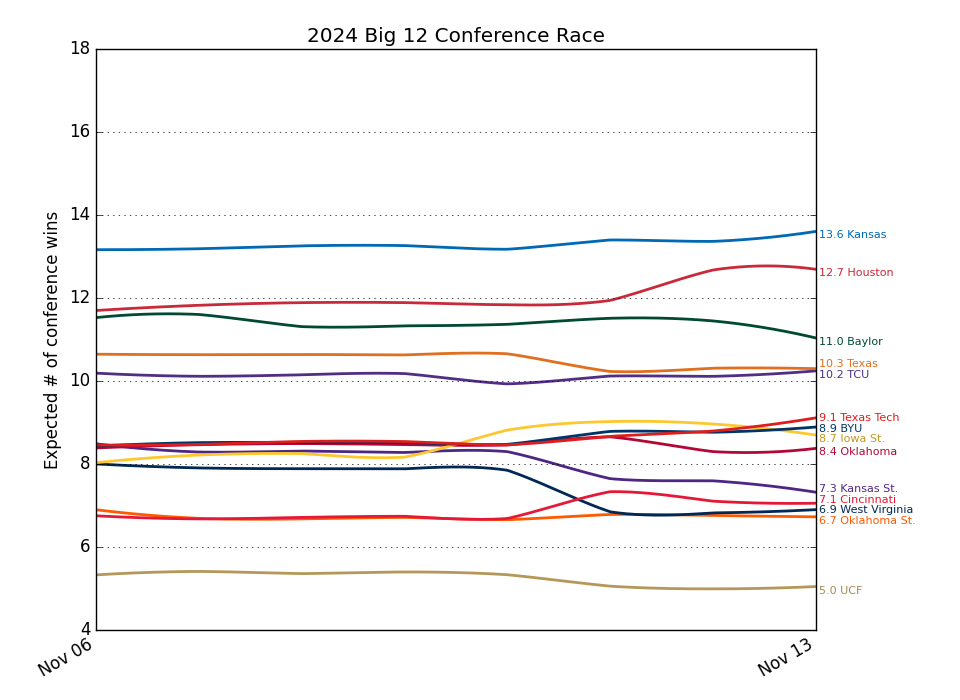 2024 Big 12 Conference Race
Expected # of conference wins
18
16
14
12
10
8
6
4
Nov 06
Nov 13
13.6 Kansas
12.7 Houston
11.0 Baylor
10.3 Texas
10.2 TCU
9.1 Texas Tech
8.9 BYU
8.7 Iowa St.
8.4 Oklahoma
7.3 Kansas St.
7.1 Cincinnati
6.9 West Virginia
6.7 Oklahoma St.
5.0 UCF